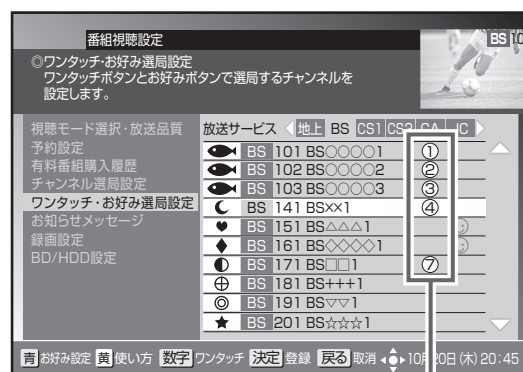 番組視聴設定
BS 10
◎ワンタッチ・お好み選局設定
ワンタッチボタンとお好みボタンで選局するチャンネルを
設定します。
視聴モード選択・放送品質
予約設定
有料番組購入履歴
チャンネル選局設定
ワンタッチ・お好み選局設定
お知らせメッセージ
録画設定
BD/HDD設定
放送サービス 地上 BS CS1 CS2
BS 101 BS○○○○1 ①
BS 102 BS○○○○2 ②
BS 103 BS○○○○3 ③
BS 141 BS××1 ④
BS 151 BS△△△1
BS 161 BS◇◇◇◇1
BS 171 BS□□1 ⑦
BS 181 BS+++1
BS 191 BS▽▽1
BS 201 BS☆☆☆1
青 お好み設定 黄 使い方 数字 ワンタッチ 決定 登録 戻る 取消 10月20日(木) 20:45